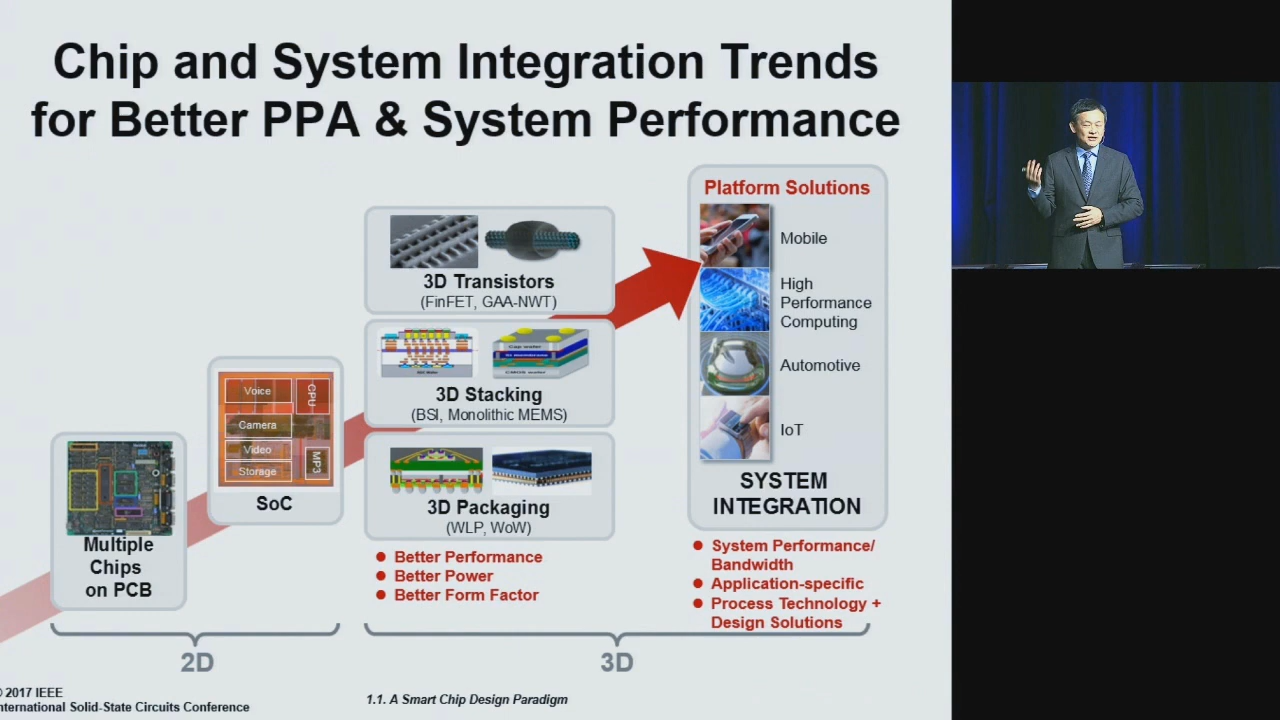 Chip and System Integration Trends
for Better PPA & System Performance
Platform Solutions
Mobile
High
Performance
Computing
Automotive
IoT
SYSTEM
INTEGRATION
3D Transistors
(FinFET, GAA-NWT)
Cap wafer
CMOS wafer
3D Stacking
(BSI, Monolithic MEMS)
3D Packaging
(WLP, WoW)
Voice
CPU
Camera
Video
MP3
Storage
SoC
Multiple
Chips
on PCB
● Better Performance
● Better Power
● Better Form Factor
● System Performance/
Bandwidth
● Application-specific
● Process Technology +
Design Solutions
2D
3D
© 2017 IEEE
nternational Solid-State Circuits Conference
1.1. A Smart Chip Design Paradigm